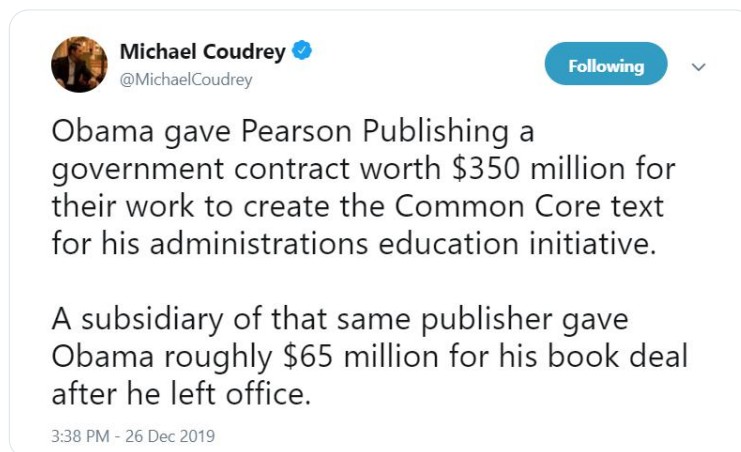 Michael Coudrey
@MichaelCoudrey
Following
Obama gave Pearson Publishing a
government contract worth $350 million for
their work to create the Common Core text
for his administrations education initiative.
A subsidiary of that same publisher gave
Obama roughly $65 million for his book deal
after he left office.
3:38 PM - 26 Dec 2019